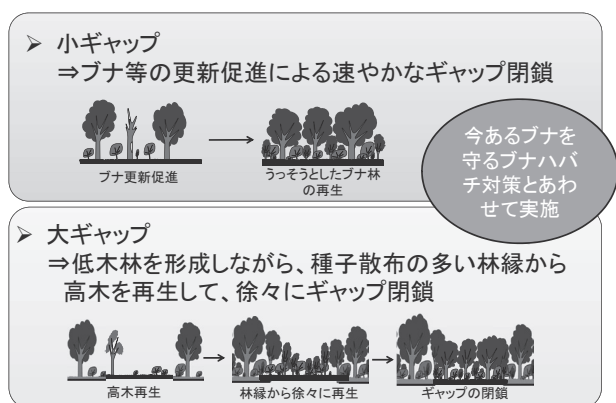 ➢ 小ギャップ
⇒ブナ等の更新促進による速やかなギャップ閉鎖
ブナ更新促進
うっそうとしたブナ林
の再生
今あるブナを
守るブナハバ
チ対策とあわ
せて実施
➢ 大ギャップ
⇒低木林を形成しながら、種子散布の多い林縁から
高木を再生して、徐々にギャップ閉鎖
高木再生
林縁から徐々に再生
ギャップの閉鎖